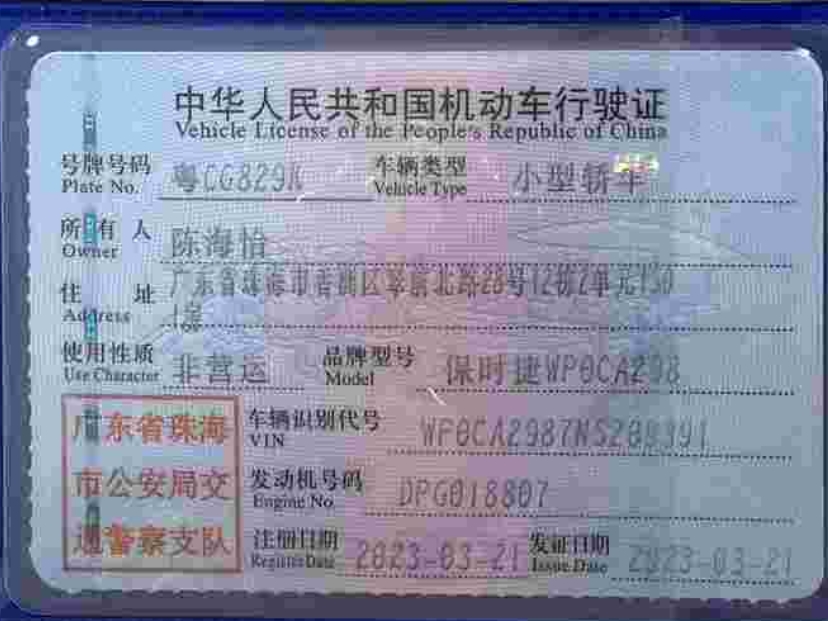 中华人民共和国机动车行驶证
Vehicle License of the People's Republic of China
号牌号码 粤CG829K 车辆类型 小型轿车
Plate No. Vehicle Type
所有人 陈海怡
Owner
住址 广东省珠海市香洲区翠前北路28号12栋2单元130
Address 1房
使用性质 非营运 品牌型号 保时捷WP0CA298
Use Character Model
广东省珠海 车辆识别代号 WP0CA2987NS209391
VIN
市公安局交 发动机号码 DPG018807
Engine No.
通警察支队 注册日期 2023-03-21 发证日期 2023-03-21
Register Date Issue Date